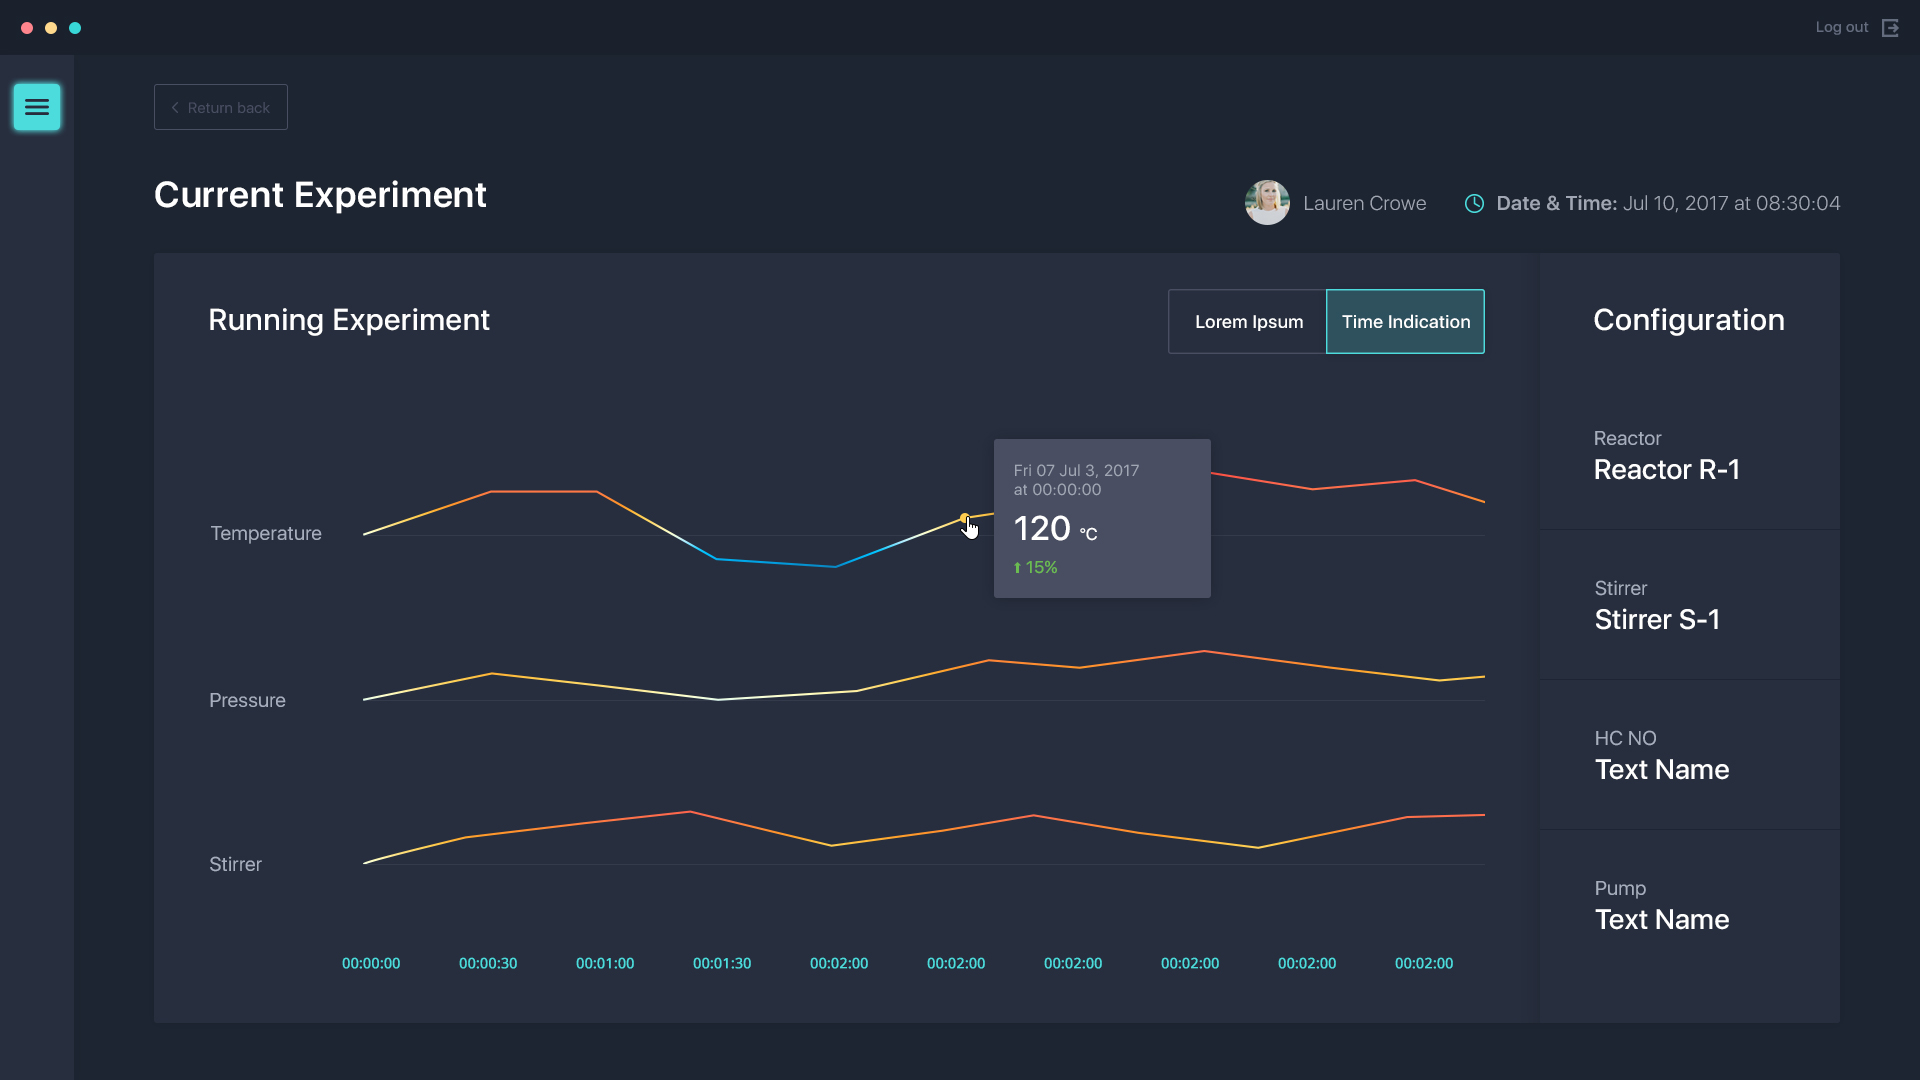 Log out
Return back
Current Experiment
Lauren Crowe
Date & Time: Jul 10, 2017 at 08:30:04
Running Experiment
Lorem Ipsum
Time Indication
Configuration
Temperature
Fri 07 Jul 3, 2017
at 00:00:00
120 °C
15%
Pressure
Stirrer
00:00:00 00:00:30 00:01:00 00:01:30 00:02:00 00:02:00 00:02:00 00:02:00 00:02:00 00:02:00
Reactor
Reactor R-1
Stirrer
Stirrer S-1
HC NO
Text Name
Pump
Text Name